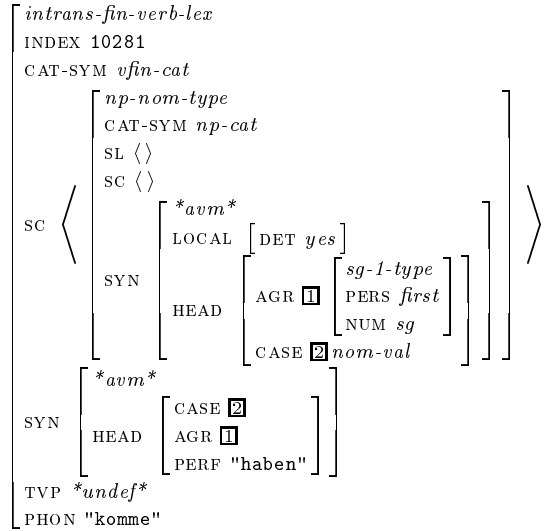 intrans-fin-verb-lex
INDEX 10281
CAT-SYM vfin-cat
np-nom-type
CAT-SYM np-cat
SL ⟨ ⟩
SC ⟨ ⟩
*avm*
LOCAL [DET yes]
SC
SYN
sg-1-type
AGR 1 PERS first
HEAD
NUM sg
CASE 2 nom-val
*avm*
CASE 2
SYN
HEAD AGR 1
PERF "haben"
TVP *undef*
PHON "komme"